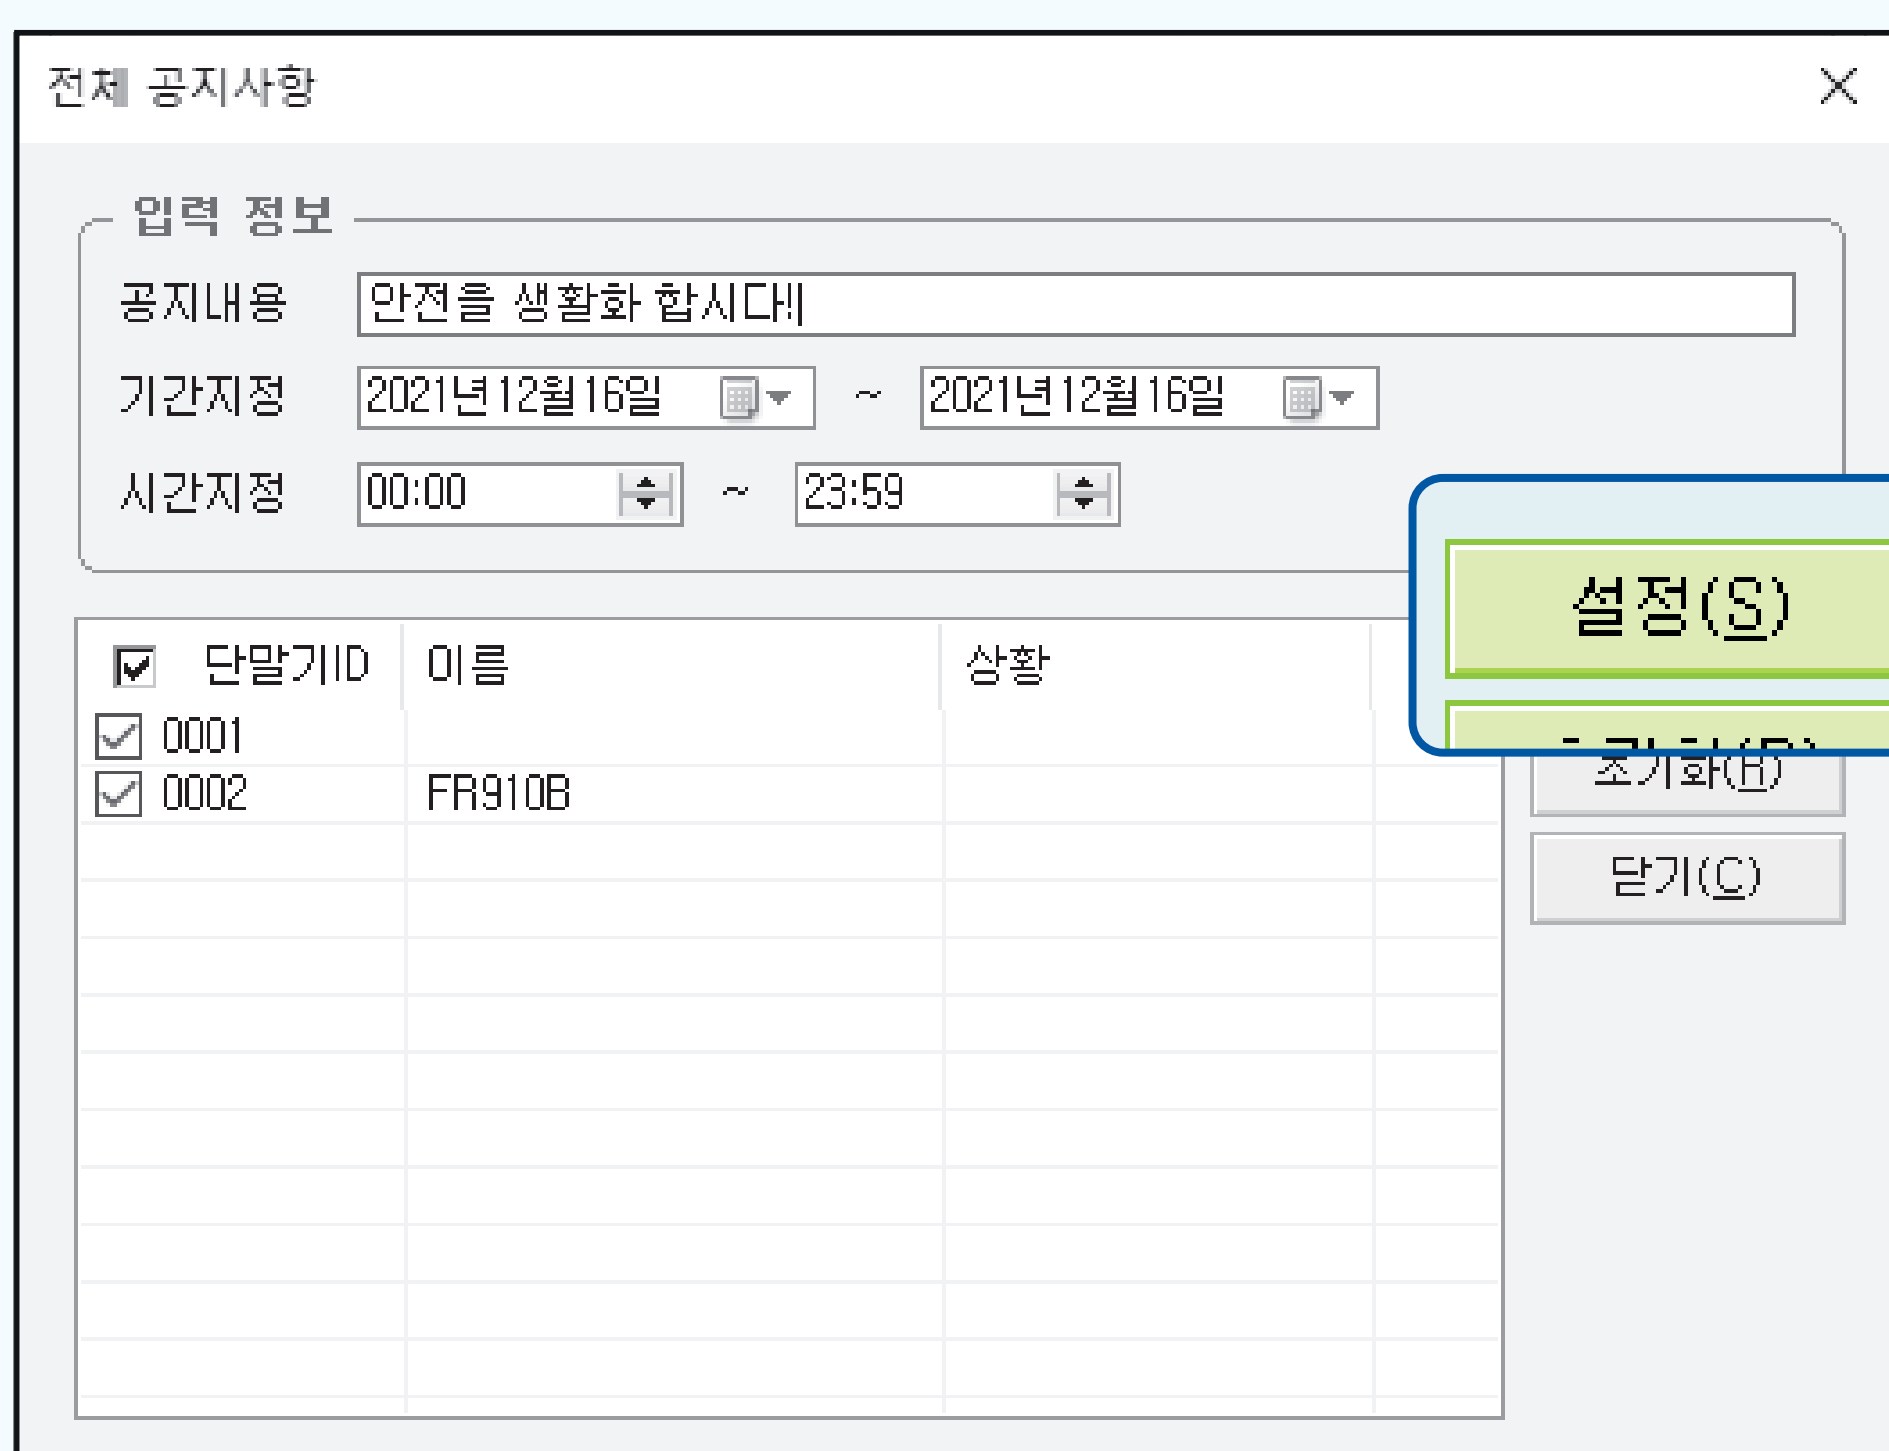 전체 공지사항
입력 정보
공지내용 안전을 생활화 합시다!
기간지정 2021년12월16일 ~ 2021년12월16일
시간지정 00:00 ~ 23:59
설정(S)
단말기ID 이름 상황
0001
0002 FR910B
초기화(R)
닫기(C)